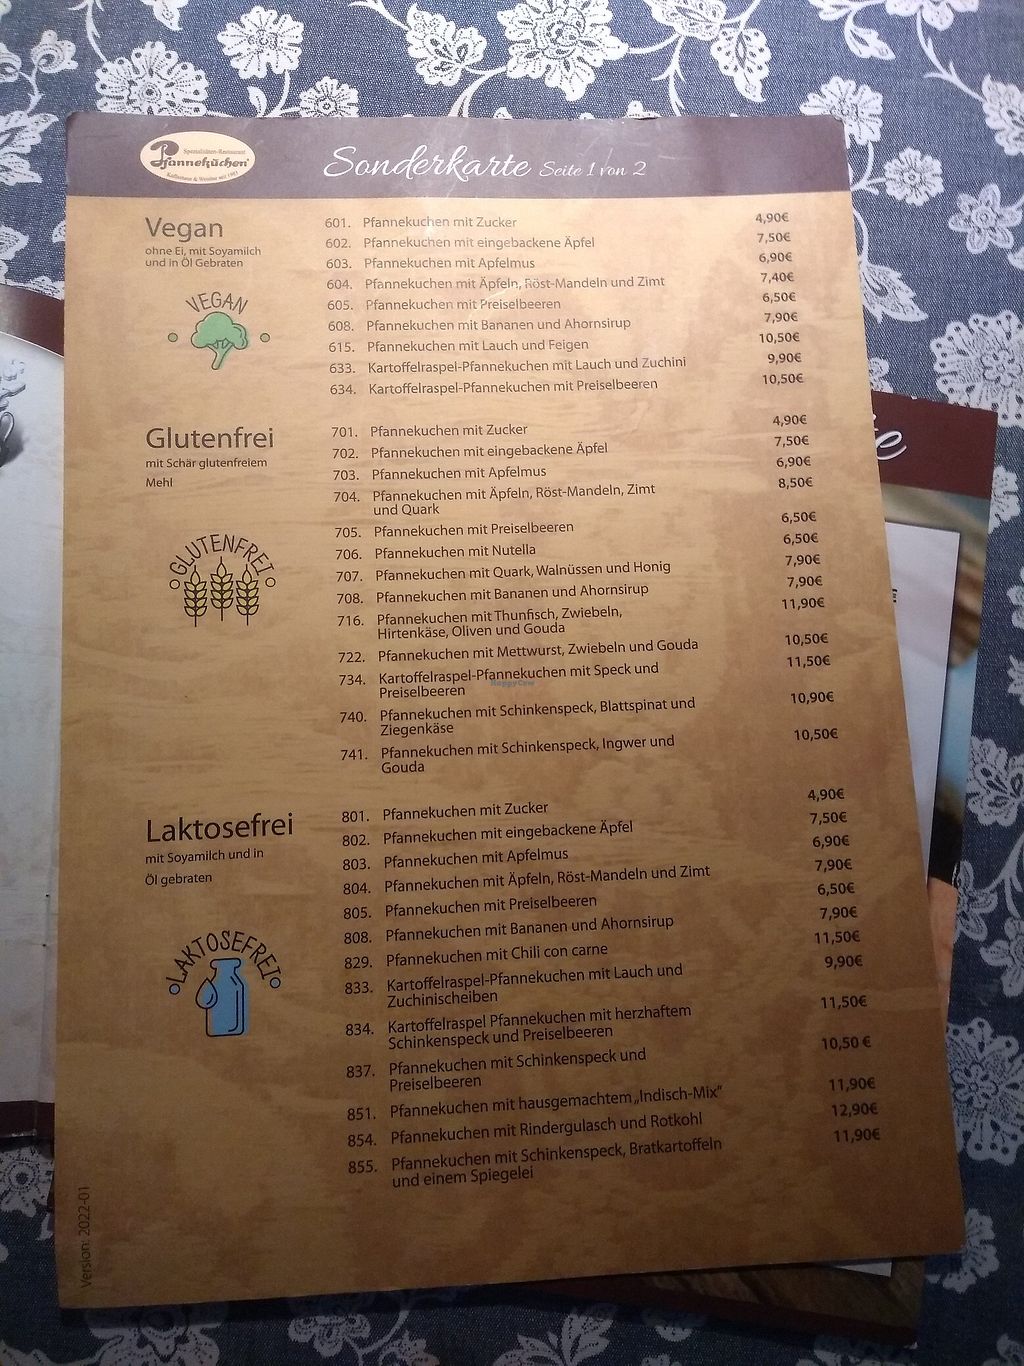 Spezialitäten-Restaurant
Pfannekuchen
Kaffeehaus & Weinbar seit 1981
Sonderkarte Seite 1 von 2
Vegan
ohne Ei, mit Soyamilch
und in Öl Gebraten
VEGAN
601. Pfannekuchen mit Zucker 4,90€
602. Pfannekuchen mit eingebackene Äpfel 7,50€
603. Pfannekuchen mit Apfelmus 6,90€
604. Pfannekuchen mit Äpfeln, Röst-Mandeln und Zimt 7,40€
605. Pfannekuchen mit Preiselbeeren 6,50€
608. Pfannekuchen mit Bananen und Ahornsirup 7,90€
615. Pfannekuchen mit Lauch und Feigen 10,50€
633. Kartoffelraspel-Pfannekuchen mit Lauch und Zuchini 9,90€
634. Kartoffelraspel-Pfannekuchen mit Preiselbeeren 10,50€
Glutenfrei
mit Schär glutenfreiem
Mehl
GLUTENFREI
701. Pfannekuchen mit Zucker 4,90€
702. Pfannekuchen mit eingebackene Äpfel 7,50€
703. Pfannekuchen mit Apfelmus 6,90€
704. Pfannekuchen mit Äpfeln, Röst-Mandeln, Zimt 8,50€
und Quark
705. Pfannekuchen mit Preiselbeeren 6,50€
706. Pfannekuchen mit Nutella 6,50€
707. Pfannekuchen mit Quark, Walnüssen und Honig 7,90€
708. Pfannekuchen mit Bananen und Ahornsirup 7,90€
716. Pfannekuchen mit Thunfisch, Zwiebeln, 11,90€
Hirtenkäse, Oliven und Gouda
722. Pfannekuchen mit Mettwurst, Zwiebeln und Gouda 10,50€
734. Kartoffelraspel-Pfannekuchen mit Speck und 11,50€
Preiselbeeren
740. Pfannekuchen mit Schinkenspeck, Blattspinat und 10,90€
Ziegenkäse
741. Pfannekuchen mit Schinkenspeck, Ingwer und 10,50€
Gouda
Laktosefrei
mit Soyamilch und in
Öl gebraten
LAKTOSEFREI
801. Pfannekuchen mit Zucker 4,90€
802. Pfannekuchen mit eingebackene Äpfel 7,50€
803. Pfannekuchen mit Apfelmus 6,90€
804. Pfannekuchen mit Äpfeln, Röst-Mandeln und Zimt 7,90€
805. Pfannekuchen mit Preiselbeeren 6,50€
808. Pfannekuchen mit Bananen und Ahornsirup 7,90€
829. Pfannekuchen mit Chili con carne 11,50€
833. Kartoffelraspel-Pfannekuchen mit Lauch und 9,90€
Zuchinischeiben
834. Kartoffelraspel Pfannekuchen mit herzhaftem 11,50€
Schinkenspeck und Preiselbeeren
837. Pfannekuchen mit Schinkenspeck und 10,50 €
Preiselbeeren
851. Pfannekuchen mit hausgemachtem „Indisch-Mix" 11,90€
854. Pfannekuchen mit Rindergulasch und Rotkohl 12,90€
855. Pfannekuchen mit Schinkenspeck, Bratkartoffeln 11,90€
und einem Spiegelei
Version: 2022-01
HappyCow